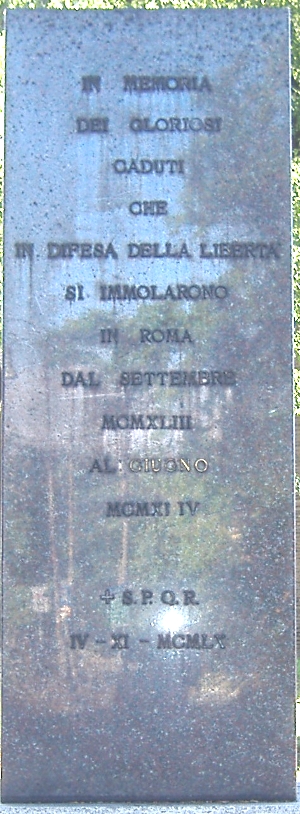 IN MEMORIA
DEI GLORIOSI
CADUTI
CHE
IN DIFESA DELLA LIBERTA'
SI IMMOLARONO
IN ROMA
DAL SETTEMBRE
MCMXLIII
AL GIUGNO
MCMXLIV
+ S.P.Q.R.
IV - XI - MCMLX